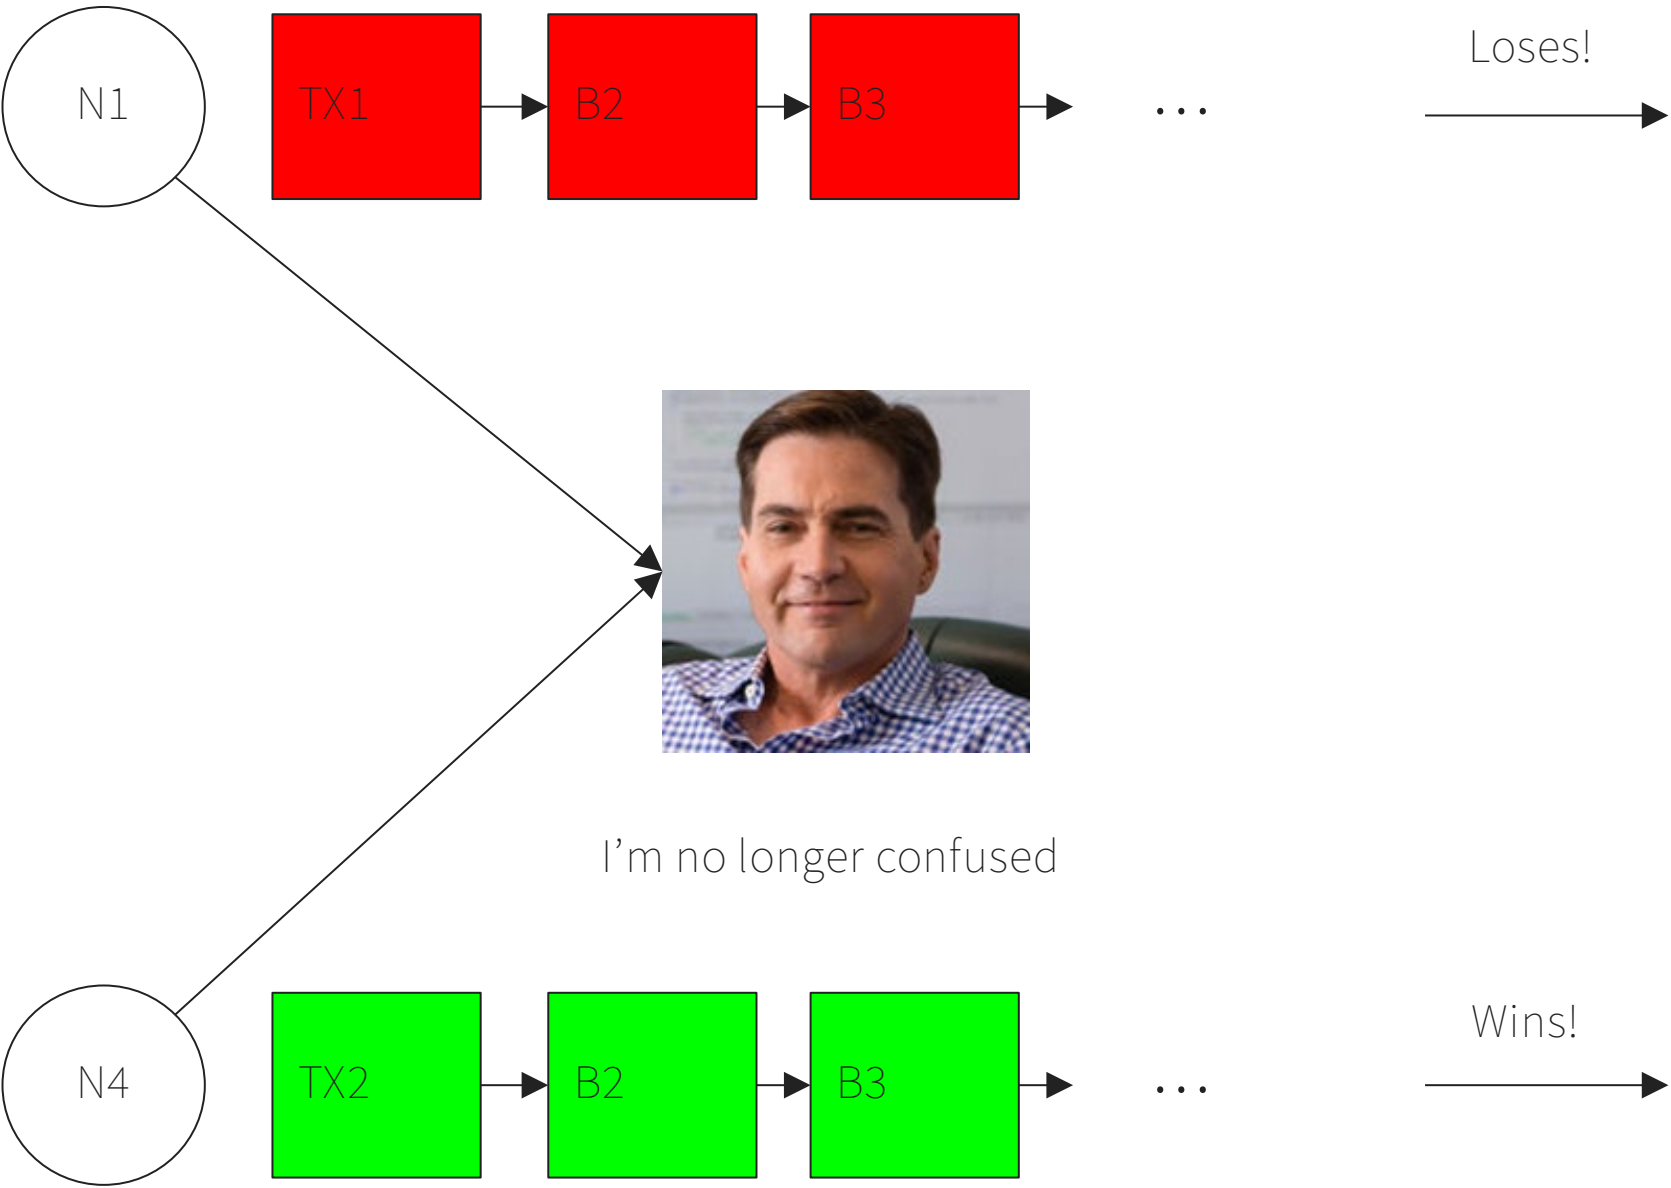 N1
TX1
B2
B3
...
Loses!
I’m no longer confused
N4
TX2
B2
B3
...
Wins!